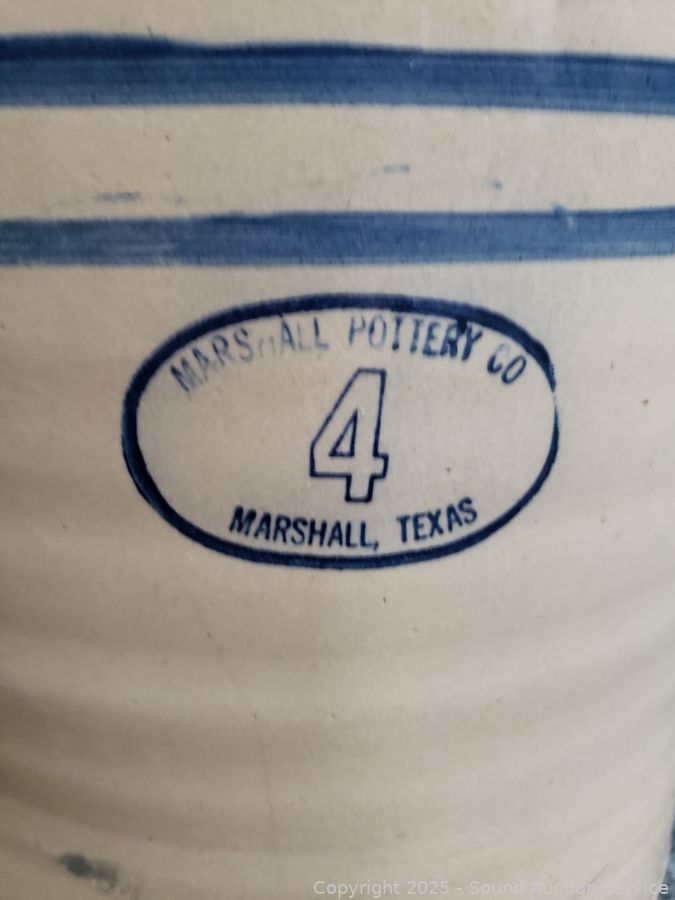 MARSHALL POTTERY CO
4
MARSHALL, TEXAS
Copyright 2025 - Sound Auction Service